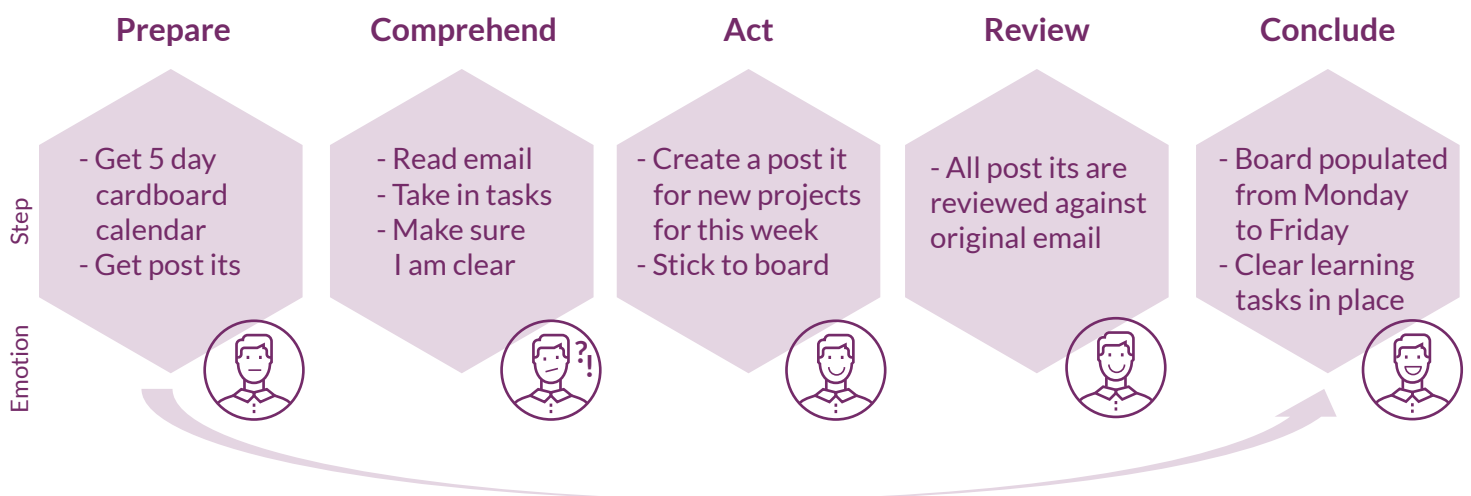 Prepare
Comprehend
Act
Review
Conclude
Step
- Get 5 day
cardboard
calendar
- Get post its
- Read email
- Take in tasks
- Make sure
I am clear
- Create a post it
for new projects
for this week
- Stick to board
- All post its are
reviewed against
original email
- Board populated
from Monday
to Friday
- Clear learning
tasks in place
Emotion
?!